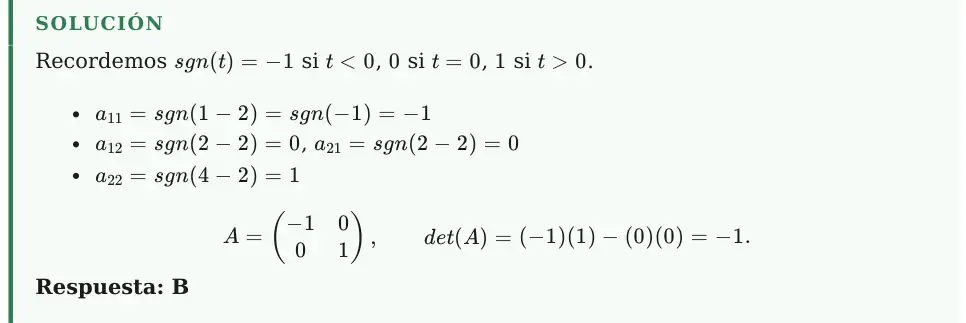 SOLUCIÓN
Recordemos sgn(t) = −1 si t < 0, 0 si t = 0, 1 si t > 0.
• a₁₁ = sgn(1 − 2) = sgn(−1) = −1
• a₁₂ = sgn(2 − 2) = 0, a₂₁ = sgn(2 − 2) = 0
• a₂₂ = sgn(4 − 2) = 1
A = (−1 0
0 1), det(A) = (−1)(1) − (0)(0) = −1.
Respuesta: B